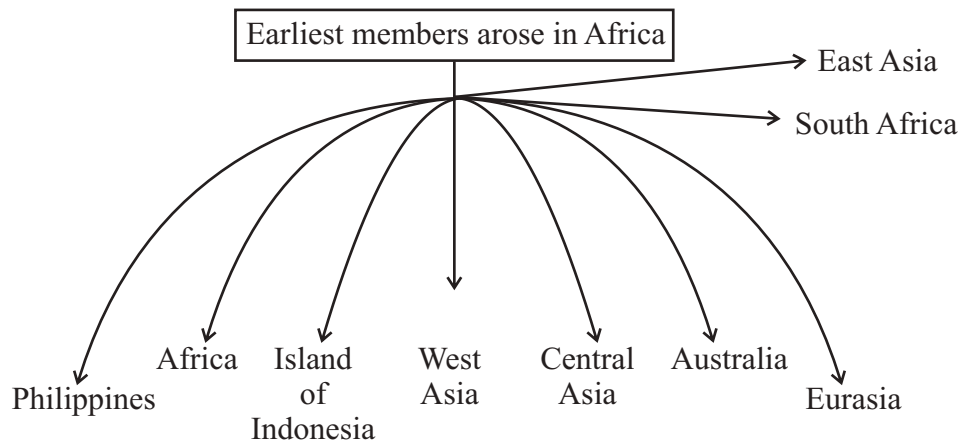 Earliest members arose in Africa
East Asia
South Africa
Philippines
Africa
Island
of
Indonesia
West
Asia
Central
Asia
Australia
Eurasia